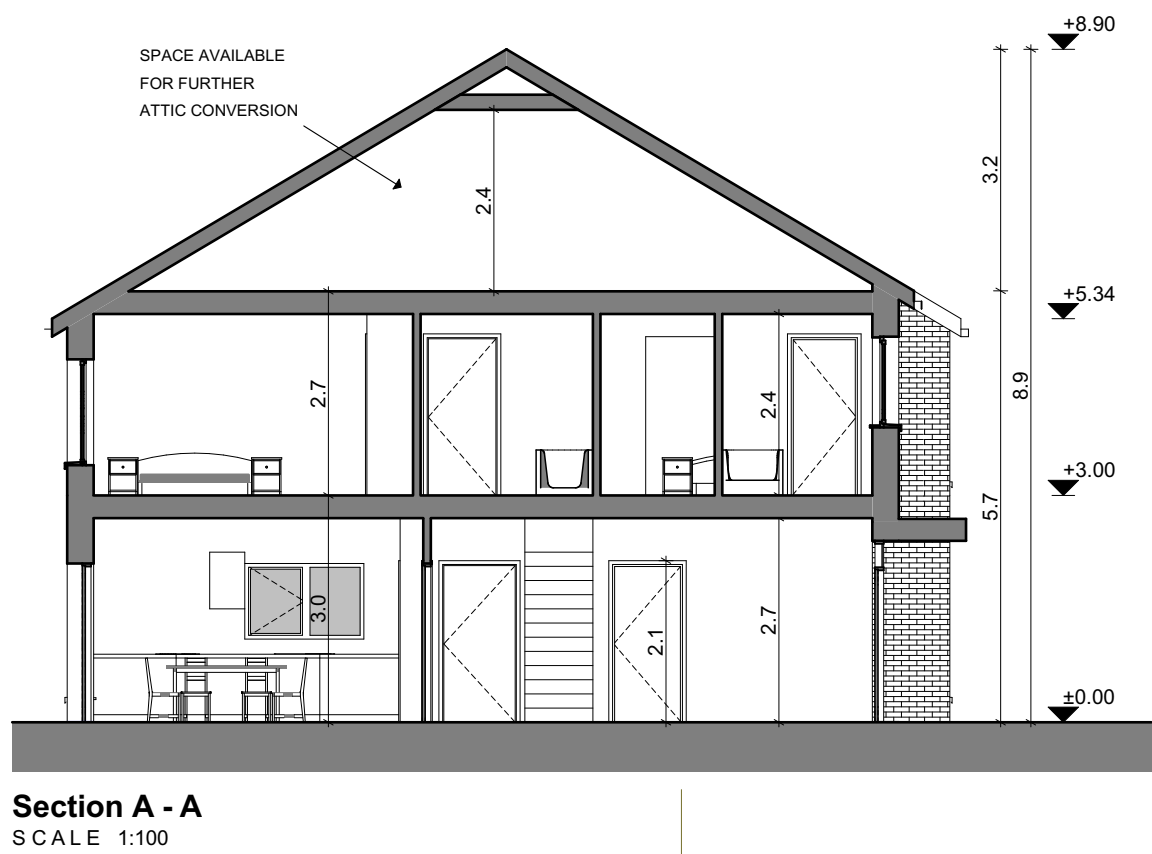 +8.90
SPACE AVAILABLE
FOR FURTHER
ATTIC CONVERSION
3.2
2.4
+5.34
8.9
2.7
2.4
+3.00
5.7
3.0
2.7
2.1
±0.00
Section A - A
SCALE 1:100